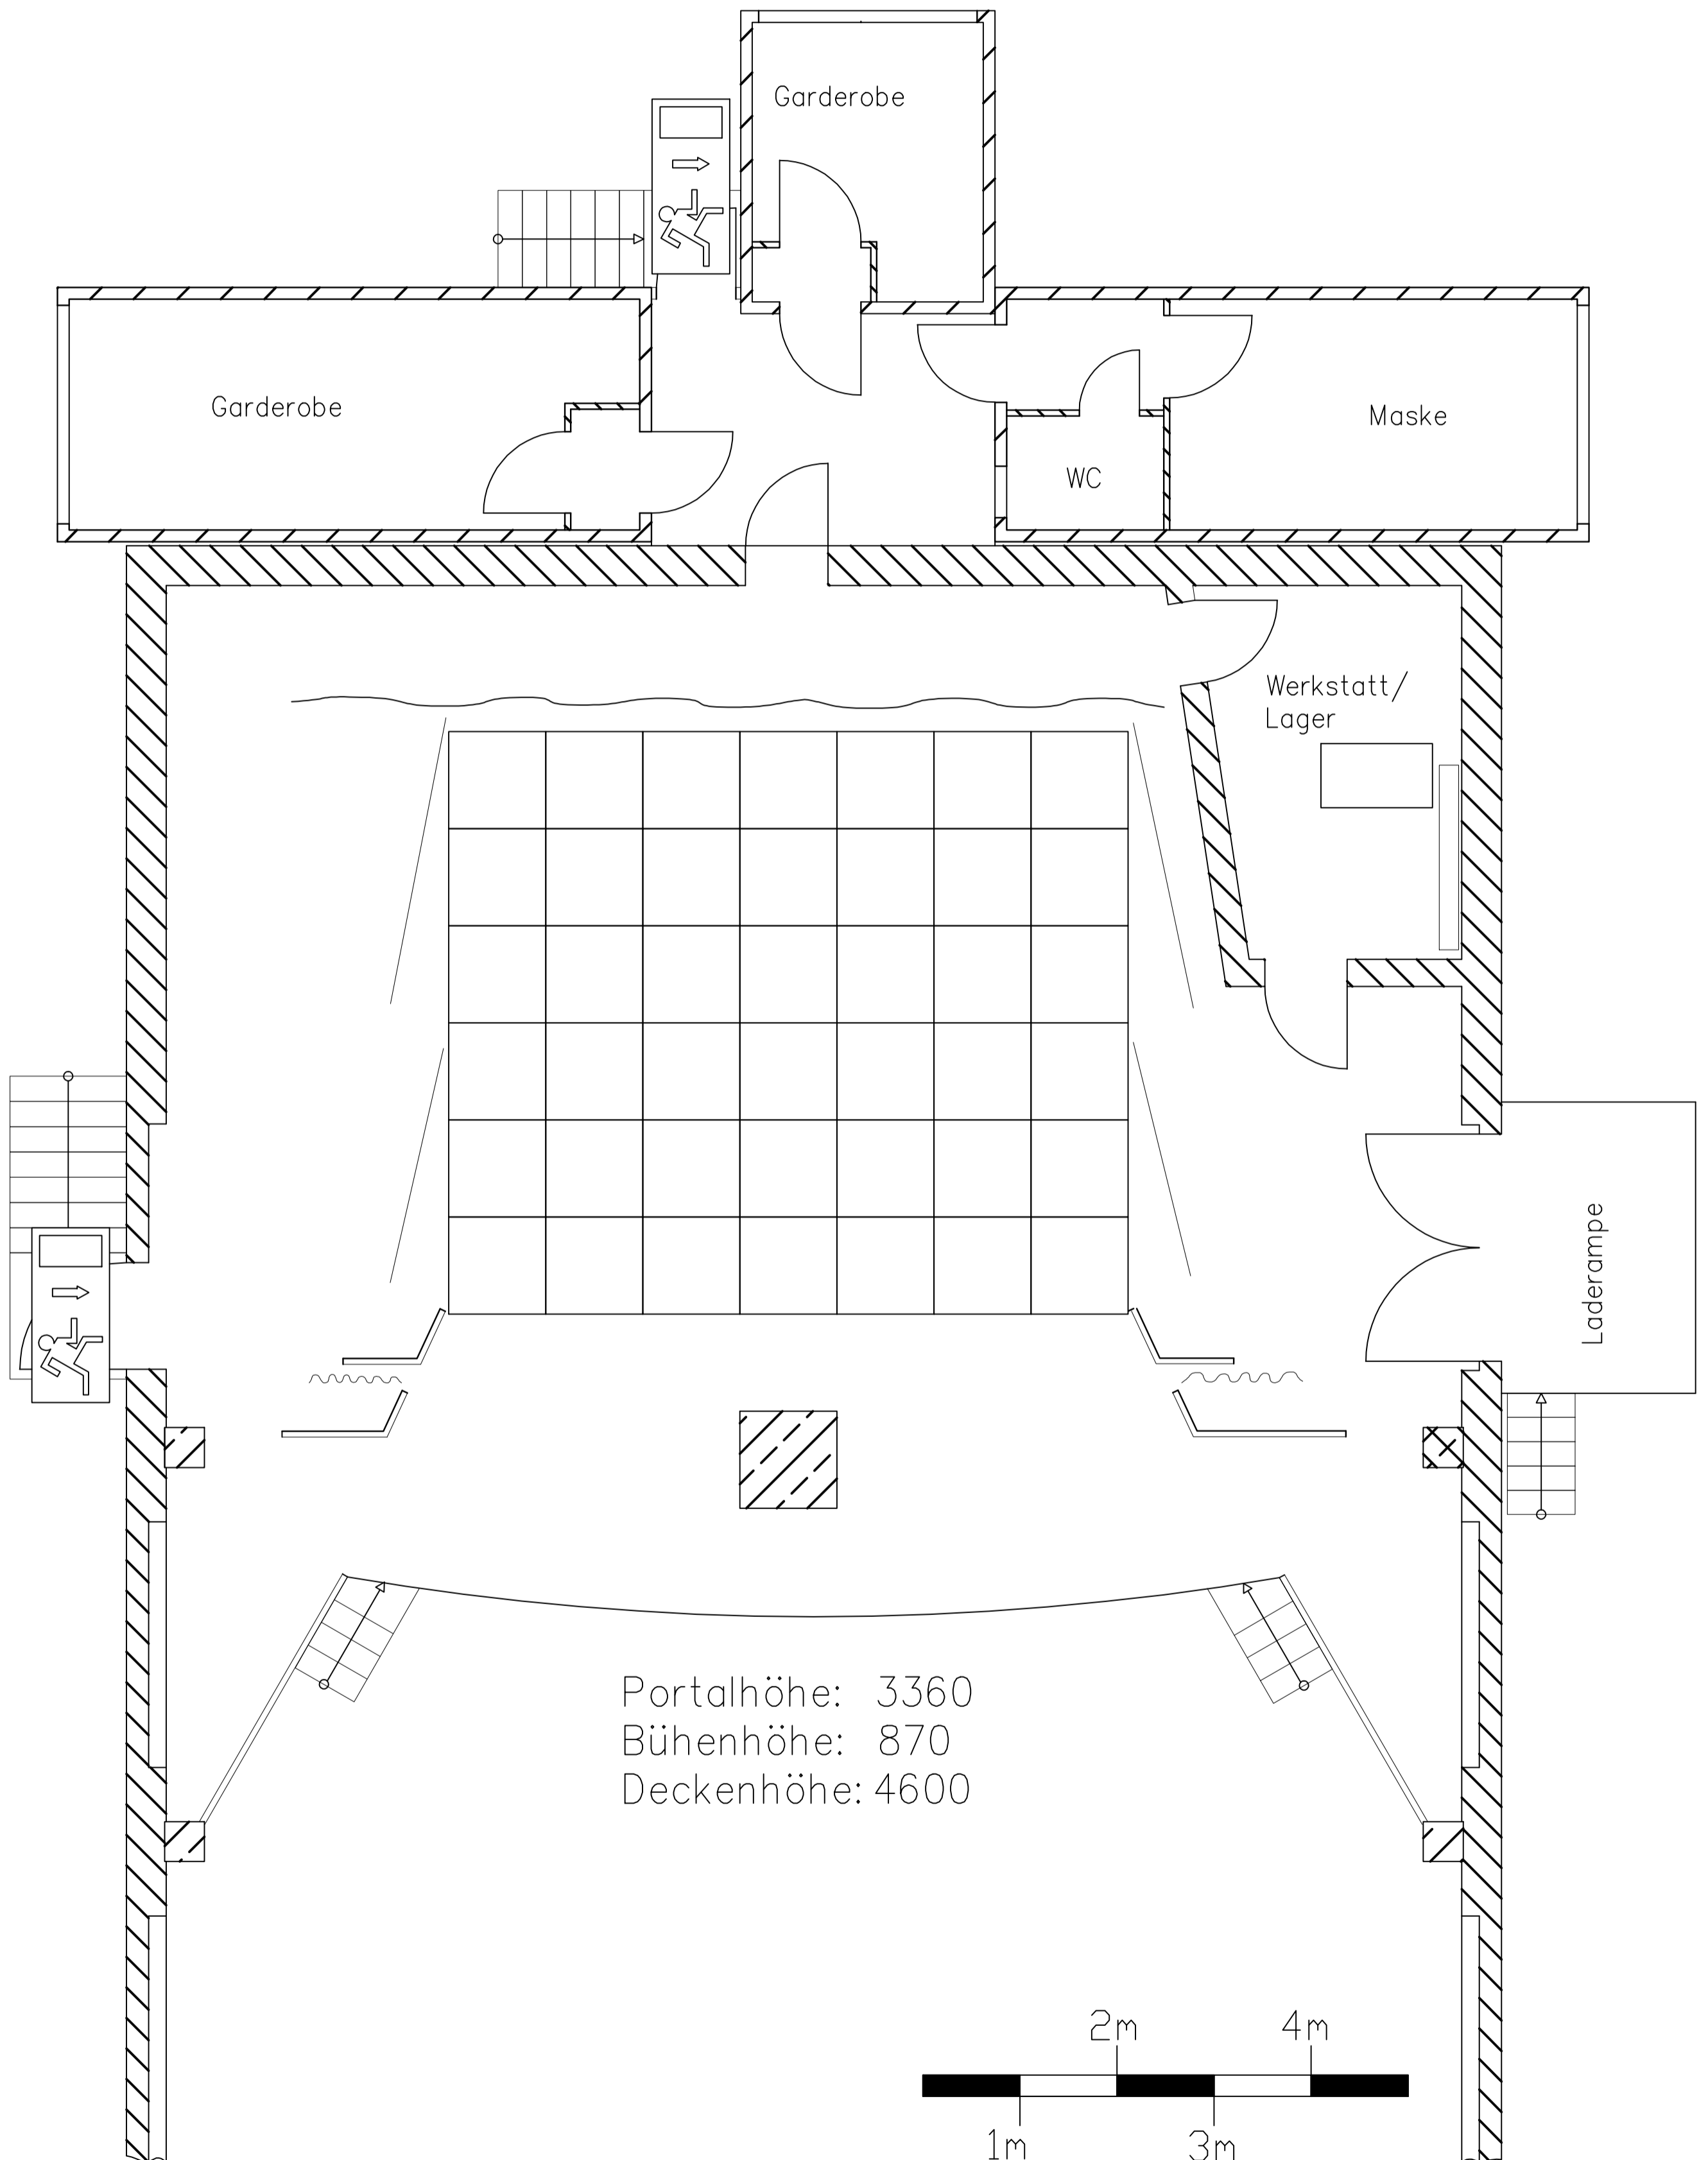 Garderobe
Garderobe
Maske
WC
Werkstatt/
Lager
Laderampe
Portalhöhe: 3360
Bühenhöhe: 870
Deckenhöhe: 4600
2m
4m
1m
3m